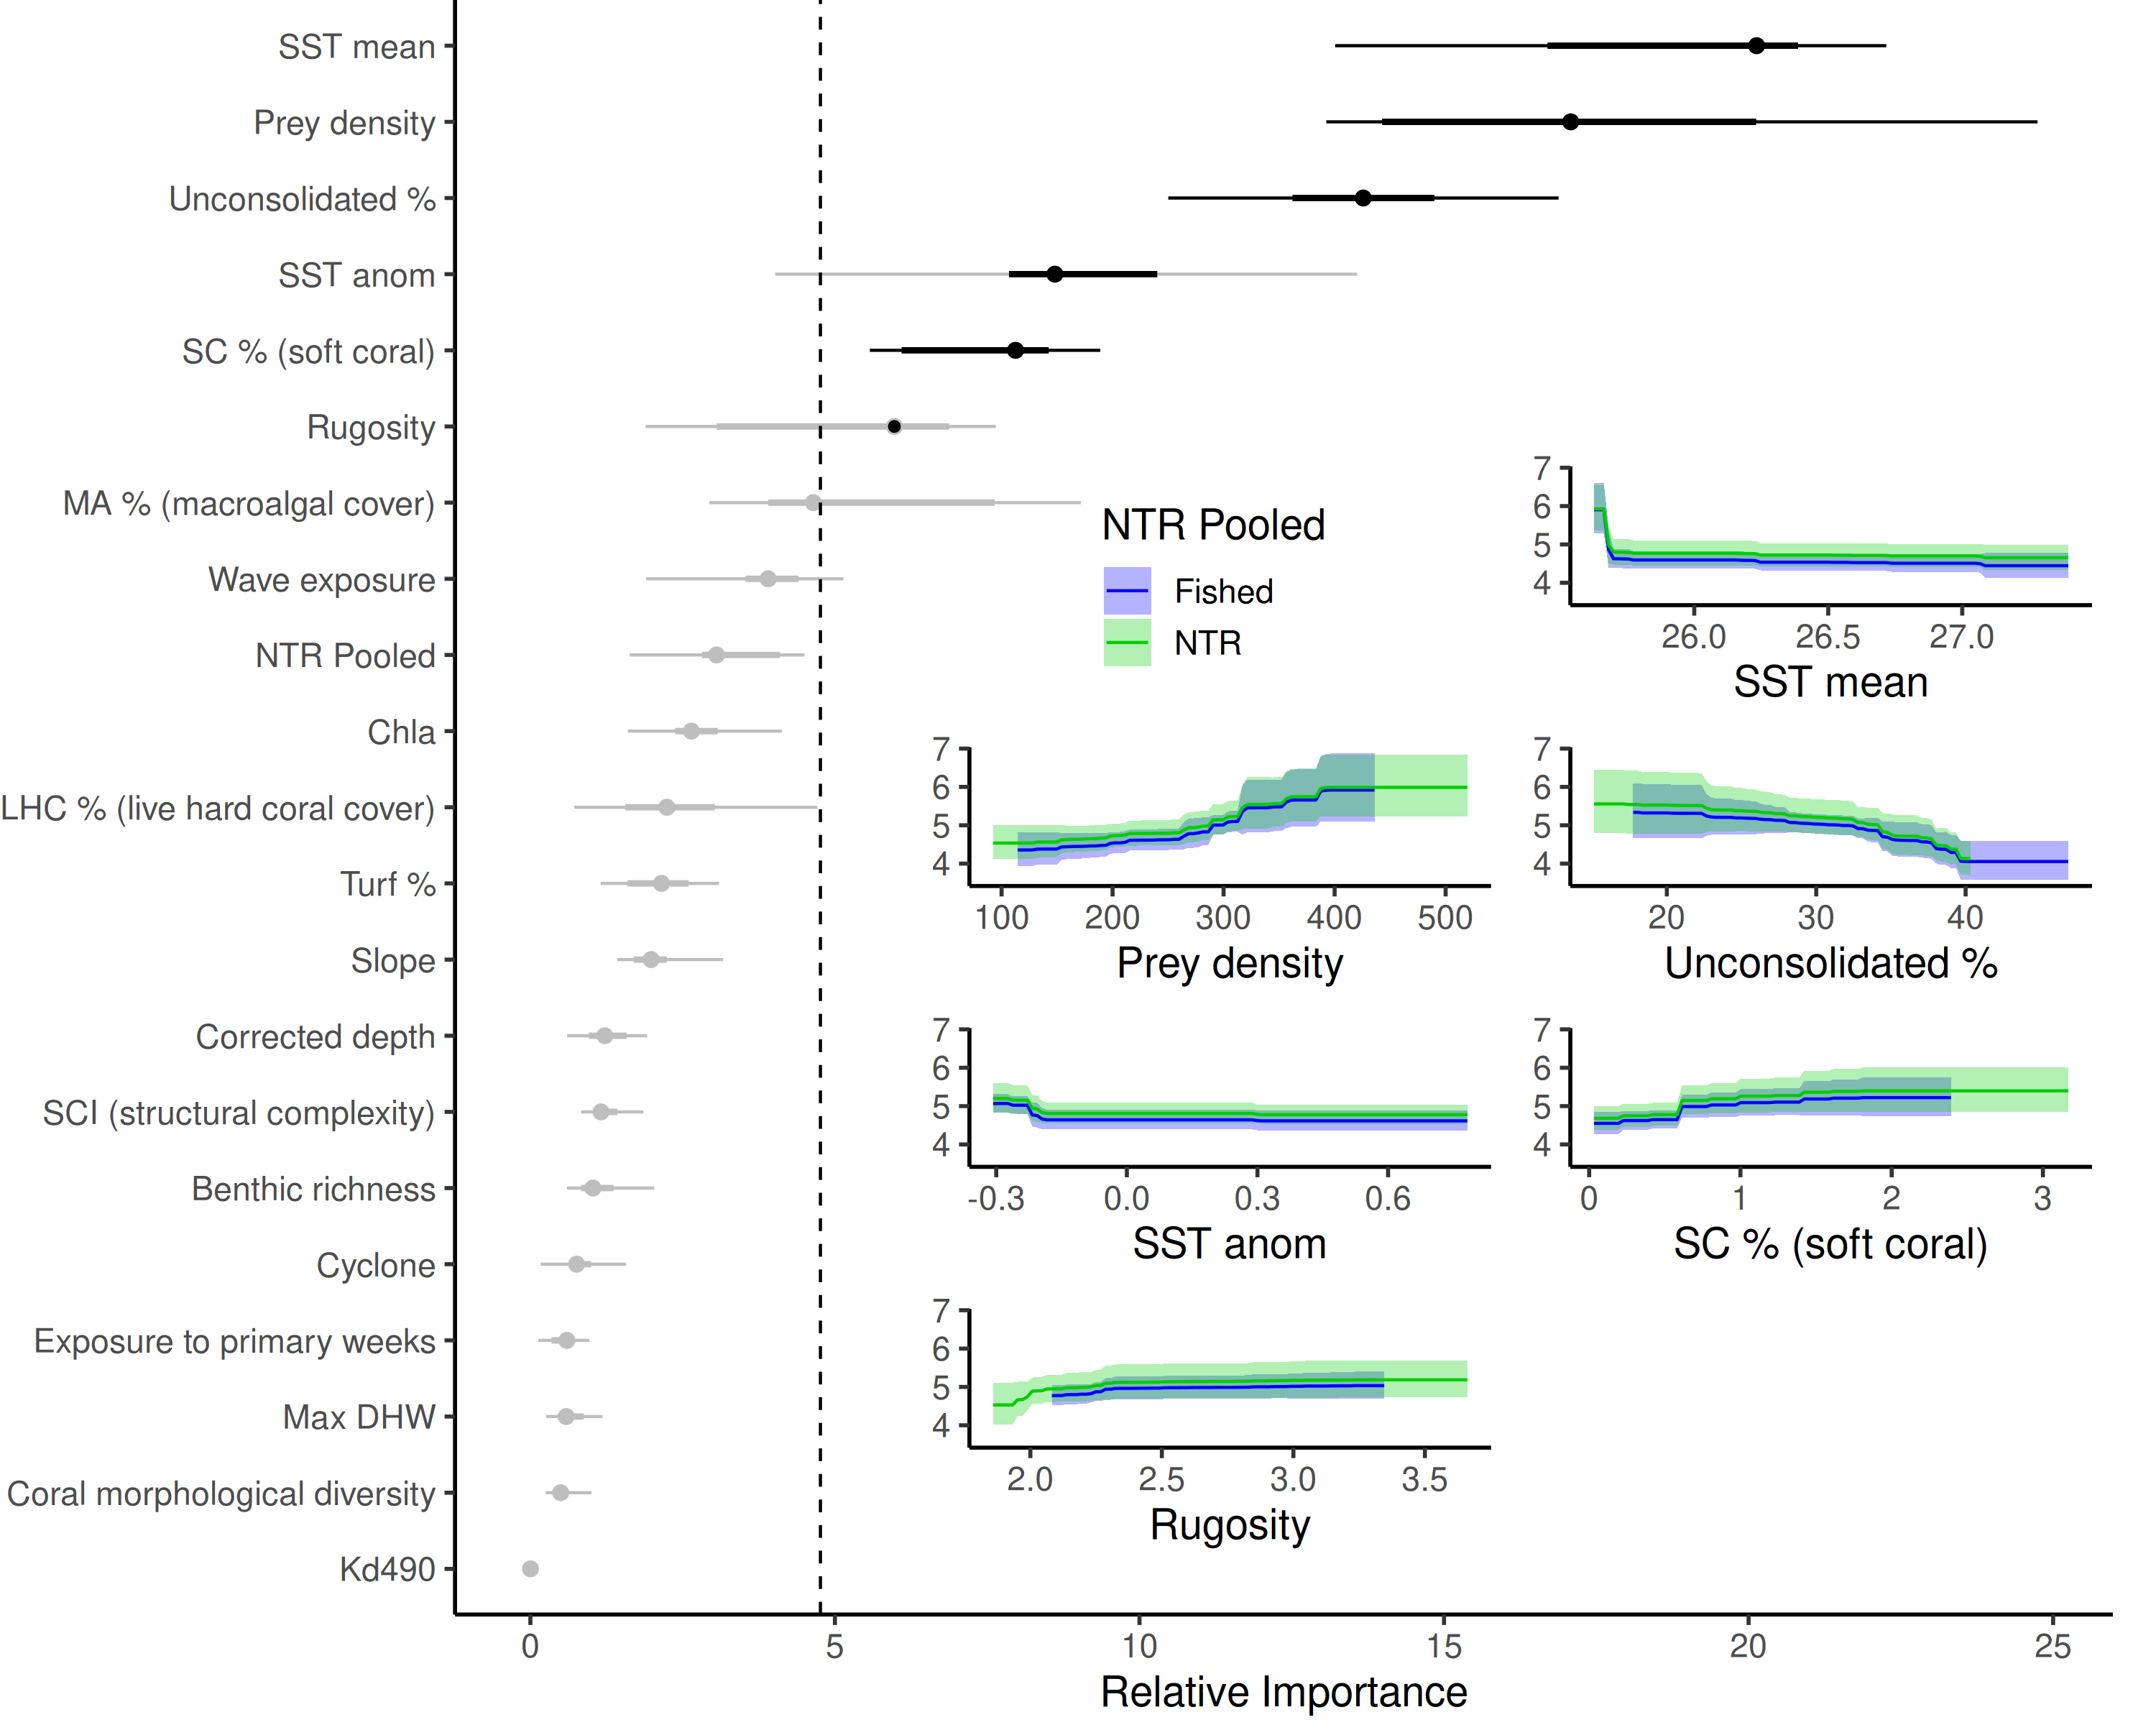 SST mean
Prey density
Unconsolidated %
SST anom
SC % (soft coral)
Rugosity
MA % (macroalgal cover)
Wave exposure
NTR Pooled
Chla
LHC % (live hard coral cover)
Turf %
Slope
Corrected depth
SCI (structural complexity)
Benthic richness
Cyclone
Exposure to primary weeks
Max DHW
Coral morphological diversity
Kd490
0 5 10 15 20 25
Relative Importance
NTR Pooled
Fished
NTR
7
6
5
4
26.0 26.5 27.0
SST mean
7
6
5
4
100 200 300 400 500
Prey density
7
6
5
4
20 30 40
Unconsolidated %
7
6
5
4
-0.3 0.0 0.3 0.6
SST anom
7
6
5
4
0 1 2 3
SC % (soft coral)
7
6
5
4
2.0 2.5 3.0 3.5
Rugosity